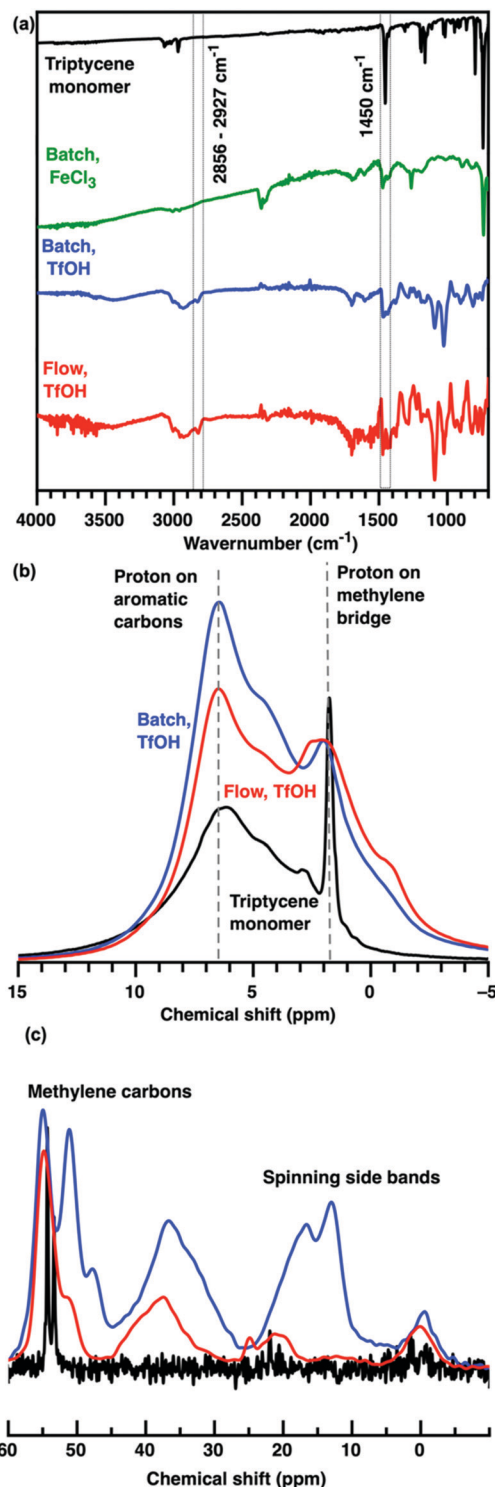 (a)
Triptycene
monomer
2856 - 2927 cm⁻¹
1450 cm⁻¹
Batch,
FeCl₃
Batch,
TfOH
Flow,
TfOH
4000 3500 3000 2500 2000 1500 1000
Wavernumber (cm⁻¹)
(b)
Proton on
aromatic
carbons
Proton on
methylene
bridge
Batch,
TfOH
Flow, TfOH
Triptycene
monomer
15 10 5 0 –5
Chemical shift (ppm)
(c)
Methylene carbons
Spinning side bands
60 50 40 30 20 10 0
Chemical shift (ppm)